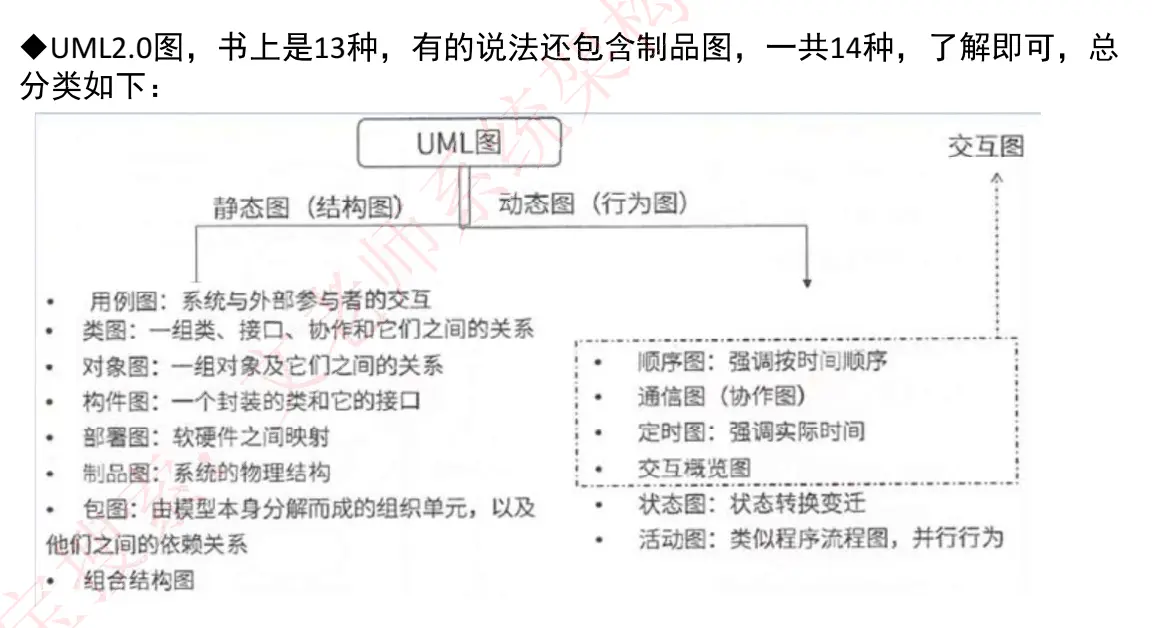 ◆UML2.0图，书上是13种，有的说法还包含制品图，一共14种，了解即可，总
分类如下：
UML图
交互图
静态图（结构图）
动态图（行为图）
• 用例图：系统与外部参与者的交互
• 类图：一组类、接口、协作和它们之间的关系
• 对象图：一组对象及它们之间的关系
• 构件图：一个封装的类和它的接口
• 部署图：软硬件之间映射
• 制品图：系统的物理结构
• 包图：由模型本身分解而成的组织单元，以及
他们之间的依赖关系
• 组合结构图
• 顺序图：强调按时间顺序
• 通信图（协作图）
• 定时图：强调实际时间
• 交互概览图
• 状态图：状态转换变迁
• 活动图：类似程序流程图，并行行为